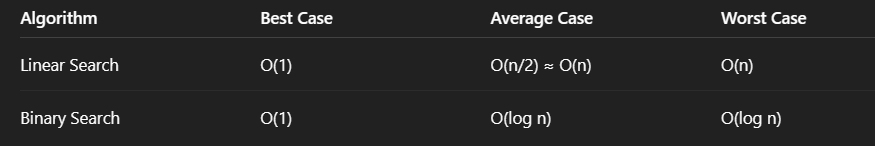 Algorithm Best Case Average Case Worst Case
Linear Search O(1) O(n/2) ≈ O(n) O(n)
Binary Search O(1) O(log n) O(log n)